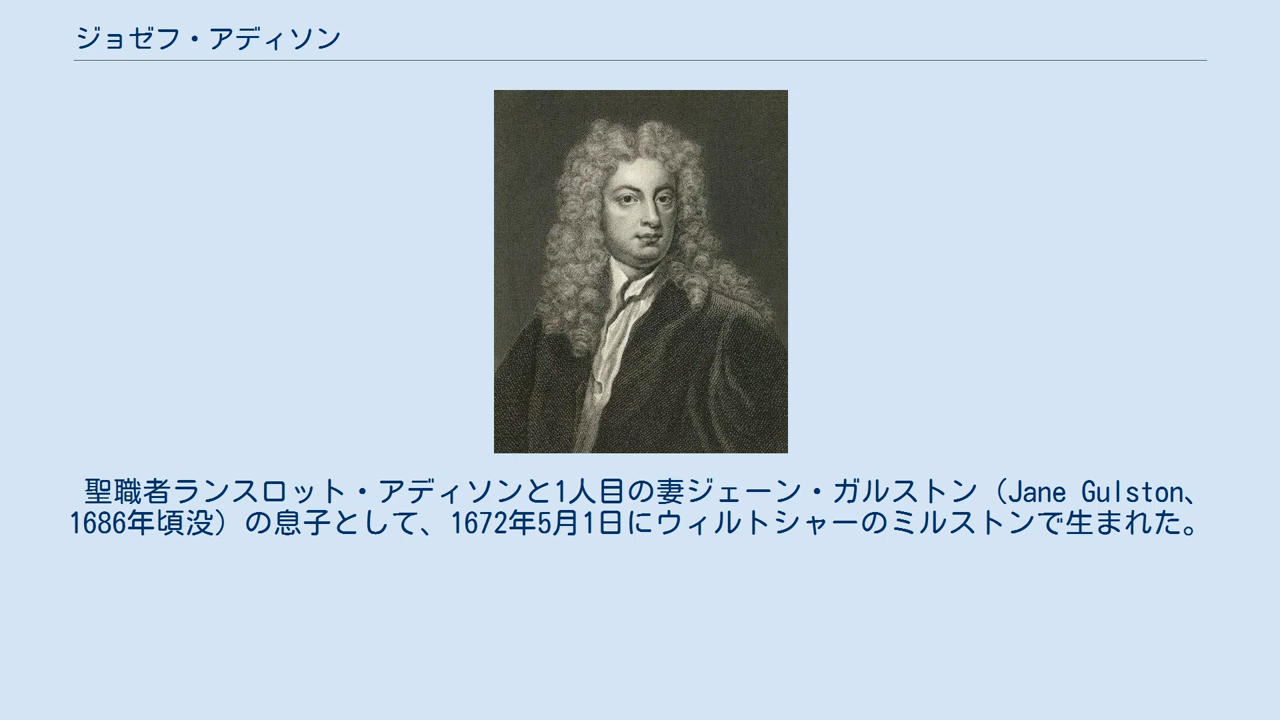 ジョゼフ・アディソン
聖職者ランスロット・アディソンと1人目の妻ジェーン・ガルストン（Jane Gulston、
1686年頃没）の息子として、1672年5月1日にウィルトシャーのミルストンで生まれた。